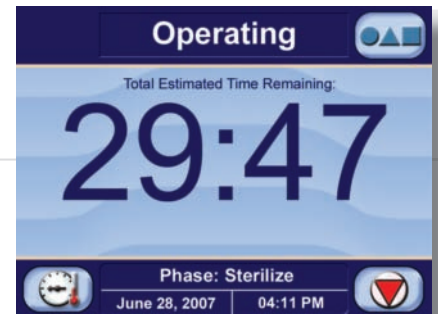 Operating
Total Estimated Time Remaining:
29:47
Phase: Sterilize
June 28, 2007 04:11 PM